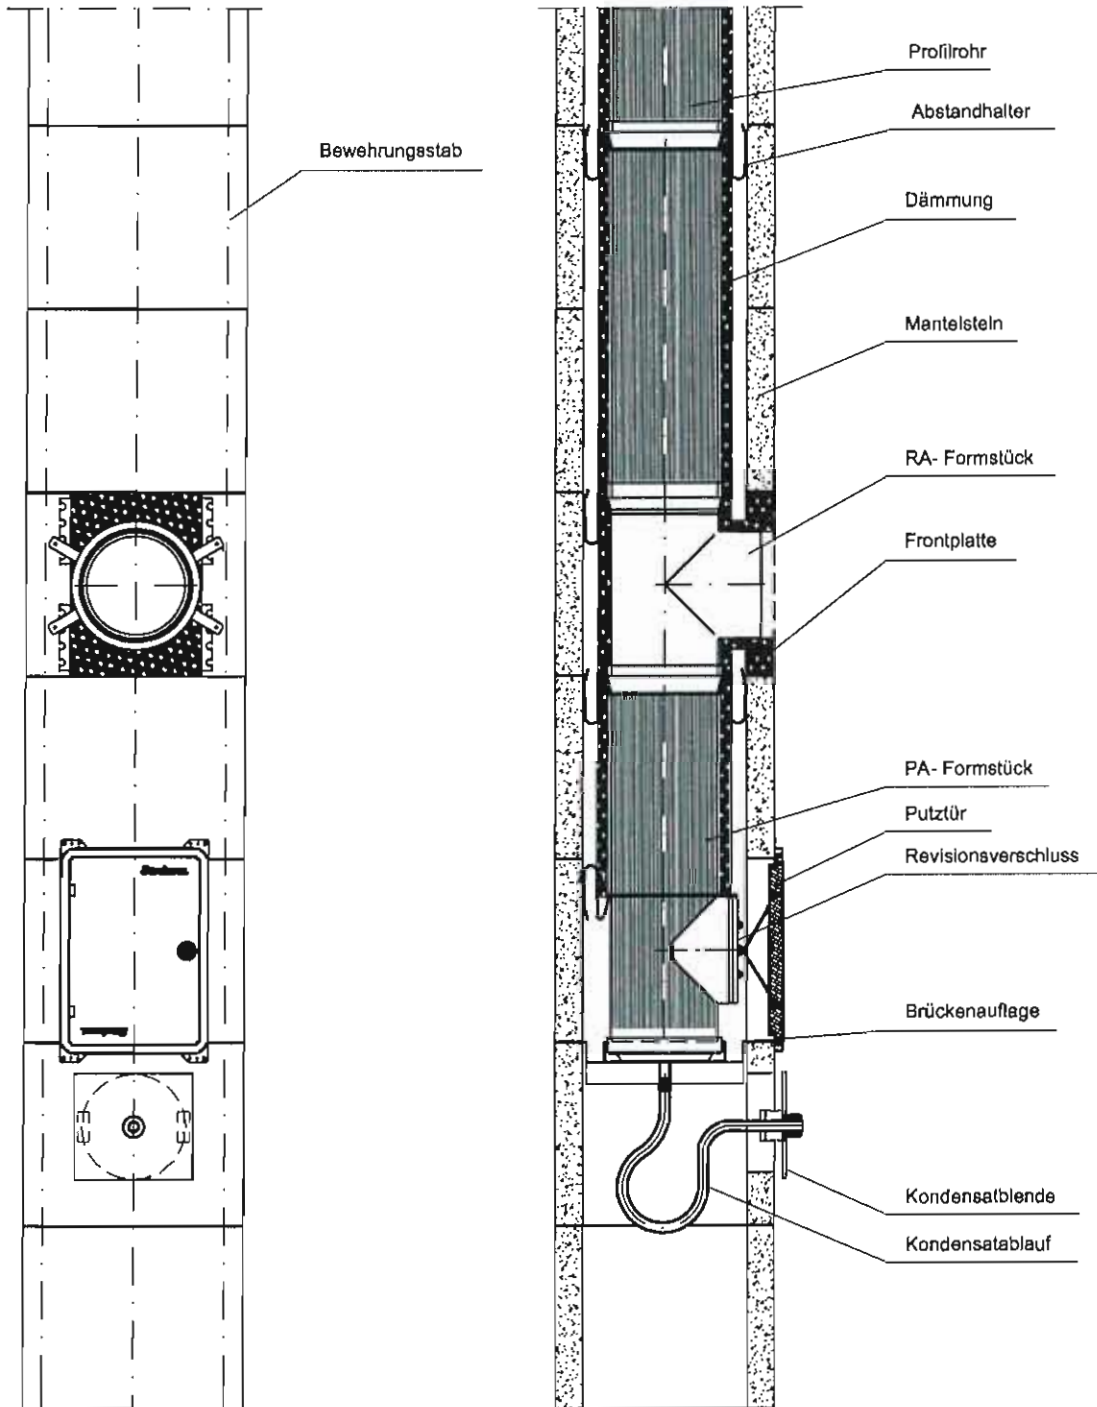 Bewehrungsstab
Profilrohr
Abstandhalter
Dämmung
Mantelstein
RA- Formstück
Frontplatte
PA- Formstück
Putztür
Revisionsverschluss
Brückenauflage
Kondensatblende
Kondensatablauf